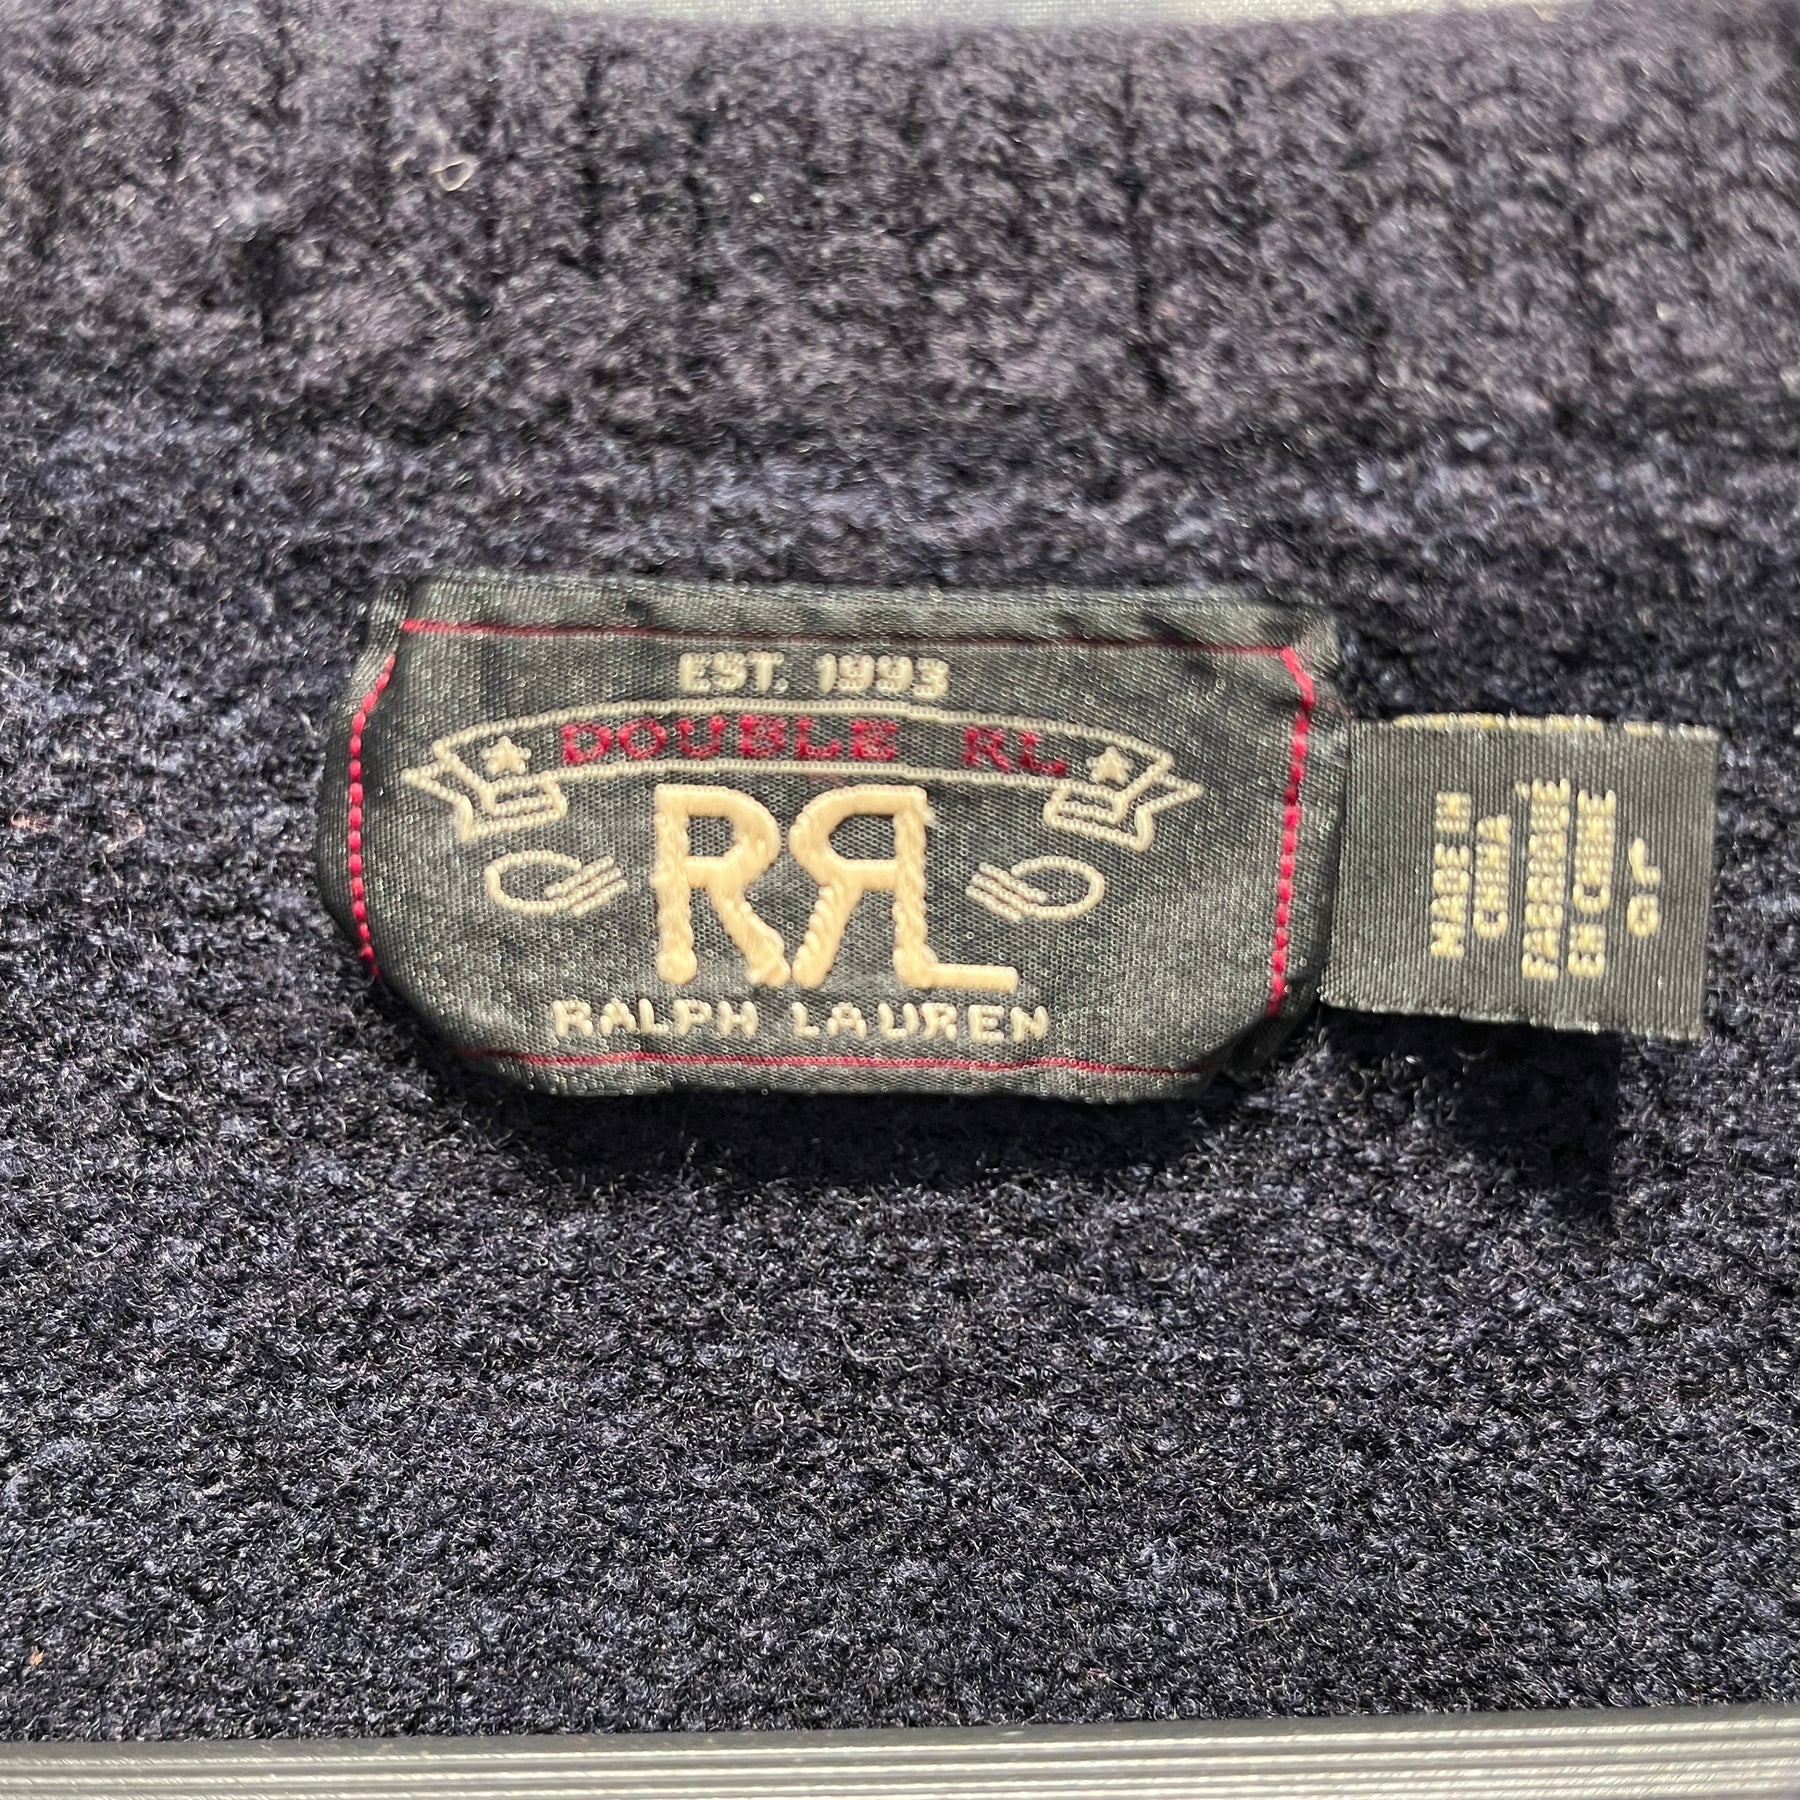 EST. 1993
DOUBLE RL
RRL
RALPH LAUREN
MADE IN
CHINA
FABRIQUÉ
EN CHINE
G.P